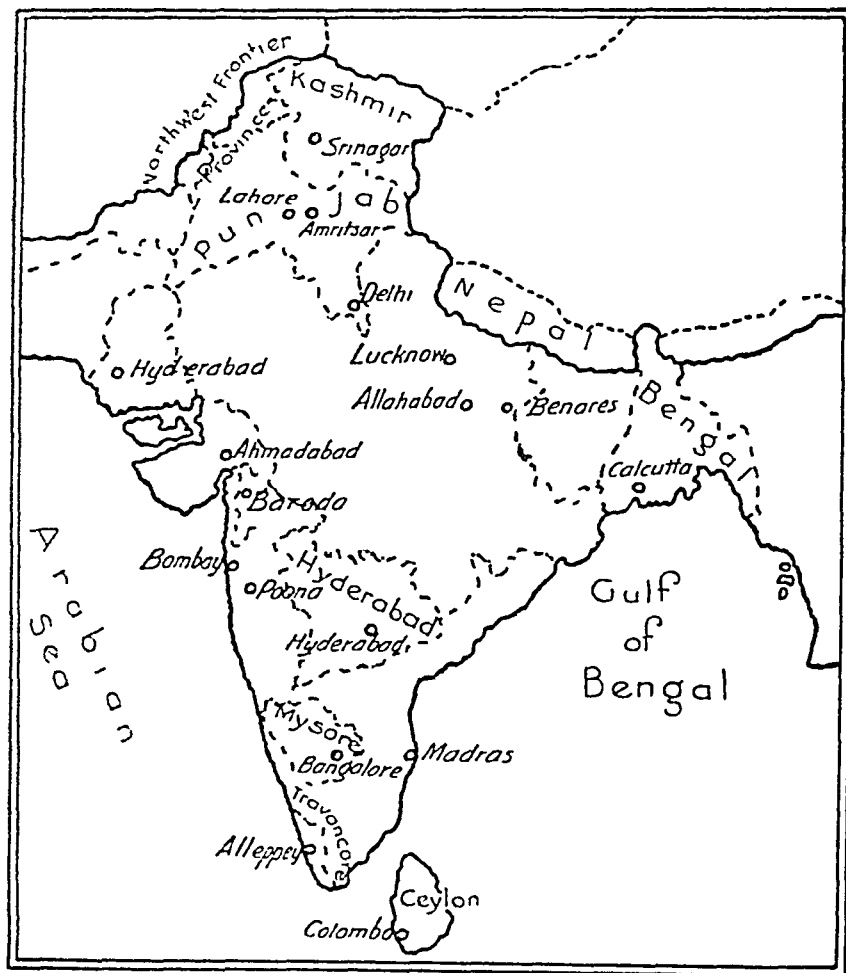 Northwest Frontier
Province
Kashmir
Srinagar
Lahore
Punjab
Amritsar
Delhi
Nepal
Lucknow
Hyderabad
Allahabad
Benares
Bengal
Ahmadabad
Calcutta
Baroda
Bombay
Poona
Hyderabad
Hyderabad
Arabian
Sea
Gulf
of
Bengal
Mysore
Bangalore
Madras
Travancore
Alleppey
Ceylon
Colombo